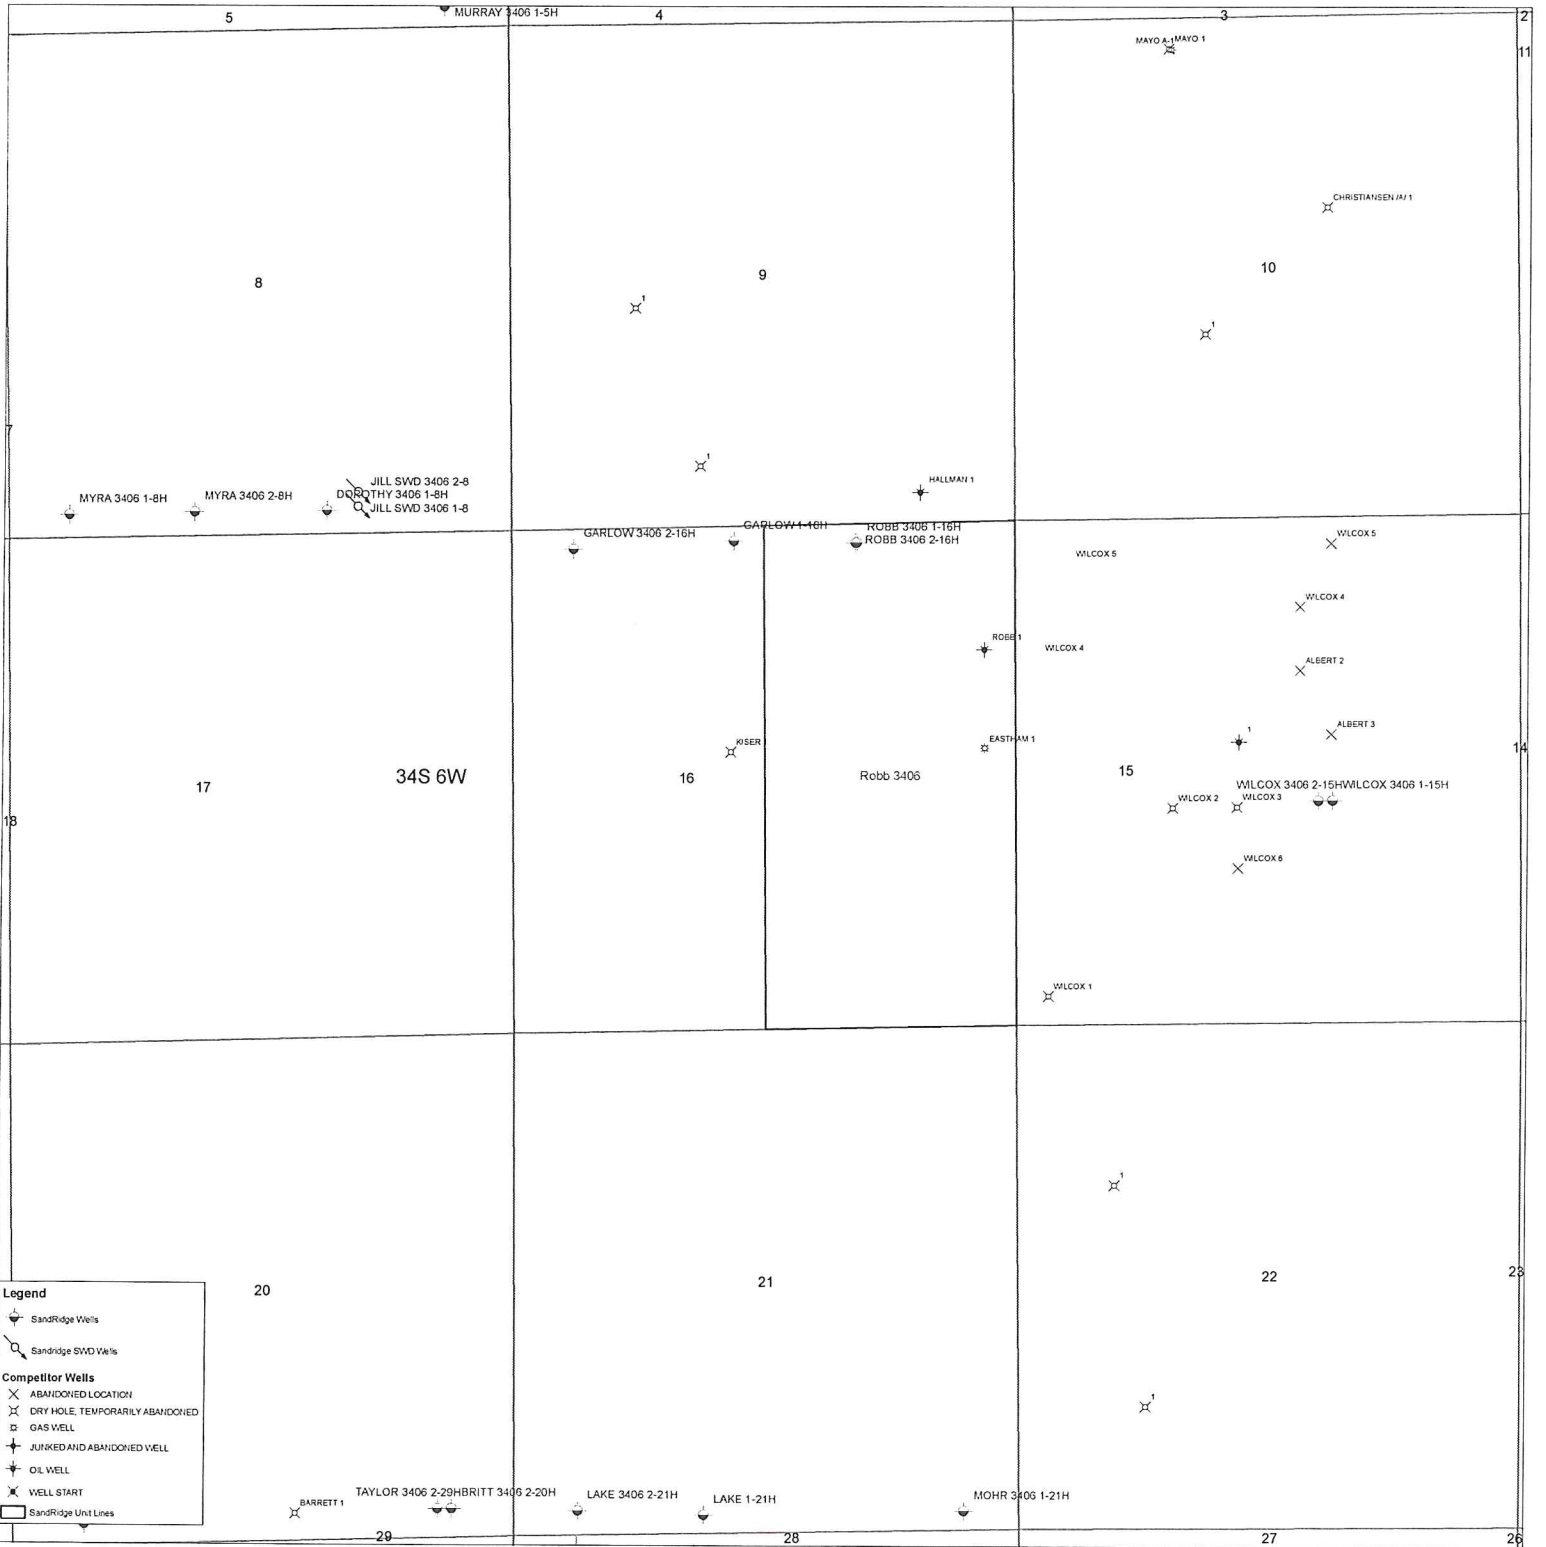 5
MURRAY 3406 1-5H
4
3
2
MAYO A-1
MAYO 1
11
CHRISTIANSEN /A/ 1
8
9
10
1
1
7
1
JILL SWD 3406 2-8
HALLMAN 1
MYRA 3406 1-8H
MYRA 3406 2-8H
DOROTHY 3406 1-8H
JILL SWD 3406 1-8
GARLOW 3406 2-16H
GARLOW 1-16H
ROBB 3406 1-16H
ROBB 3406 2-16H
WILCOX 5
WILCOX 5
WILCOX 4
ROBB 1
WILCOX 4
ALBERT 2
KISER
EASTHAM 1
1
ALBERT 3
14
17
34S 6W
16
Robb 3406
15
WILCOX 3406 2-15H
WILCOX 3406 1-15H
WILCOX 2
WILCOX 3
18
WILCOX 6
WILCOX 1
1
20
21
22
23
Legend
SandRidge Wells
Sandridge SWD Wells
Competitor Wells
ABANDONED LOCATION
DRY HOLE, TEMPORARILY ABANDONED
GAS WELL
JUNKED AND ABANDONED WELL
OIL WELL
WELL START
SandRidge Unit Lines
1
BARRETT 1
TAYLOR 3406 2-29H
BRITT 3406 2-20H
LAKE 3406 2-21H
LAKE 1-21H
MOHR 3406 1-21H
29
28
27
26